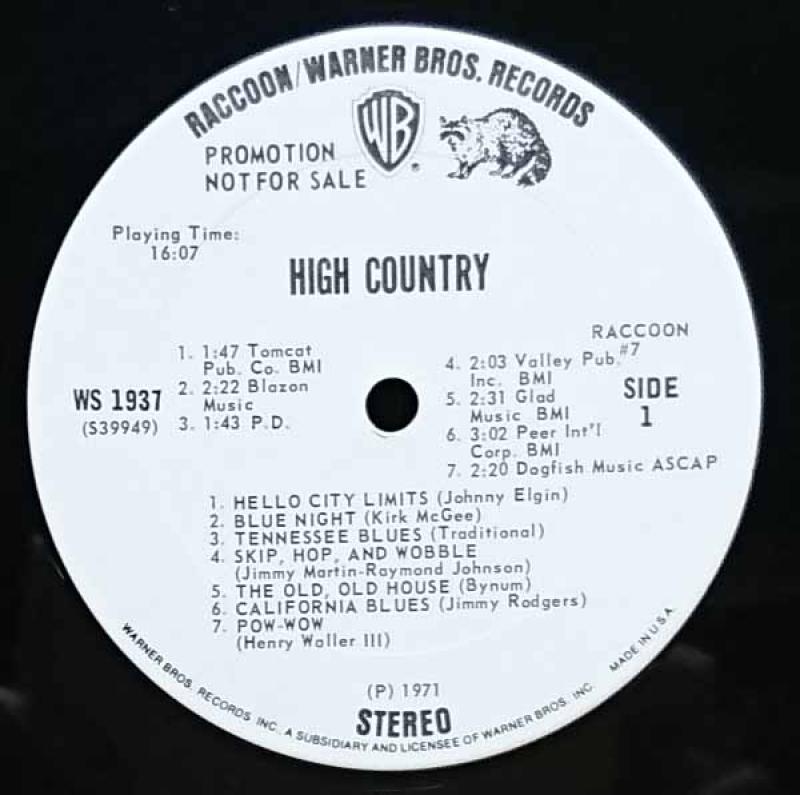 RACCOON/WARNER BROS. RECORDS
WB
PROMOTION
NOT FOR SALE
Playing Time:
16:07
HIGH COUNTRY
1. 1:47 Tomcat
Pub. Co. BMI
2. 2:22 Blazon
Music
3. 1:43 P.D.
WS 1937
(S39949)
RACCOON
#7
4. 2:03 Valley Pub.
Inc. BMI
5. 2:31 Glad
Music BMI
6. 3:02 Peer Int'l
Corp. BMI
7. 2:20 Dogfish Music ASCAP
SIDE
1
1. HELLO CITY LIMITS (Johnny Elgin)
2. BLUE NIGHT (Kirk McGee)
3. TENNESSEE BLUES (Traditional)
4. SKIP, HOP, AND WOBBLE
(Jimmy Martin-Raymond Johnson)
5. THE OLD, OLD HOUSE (Bynum)
6. CALIFORNIA BLUES (Jimmy Rodgers)
7. POW-WOW
(Henry Waller III)
(P) 1971
STEREO
WARNER BROS. RECORDS INC., A SUBSIDIARY AND LICENSEE OF WARNER BROS. INC. MADE IN U.S.A.